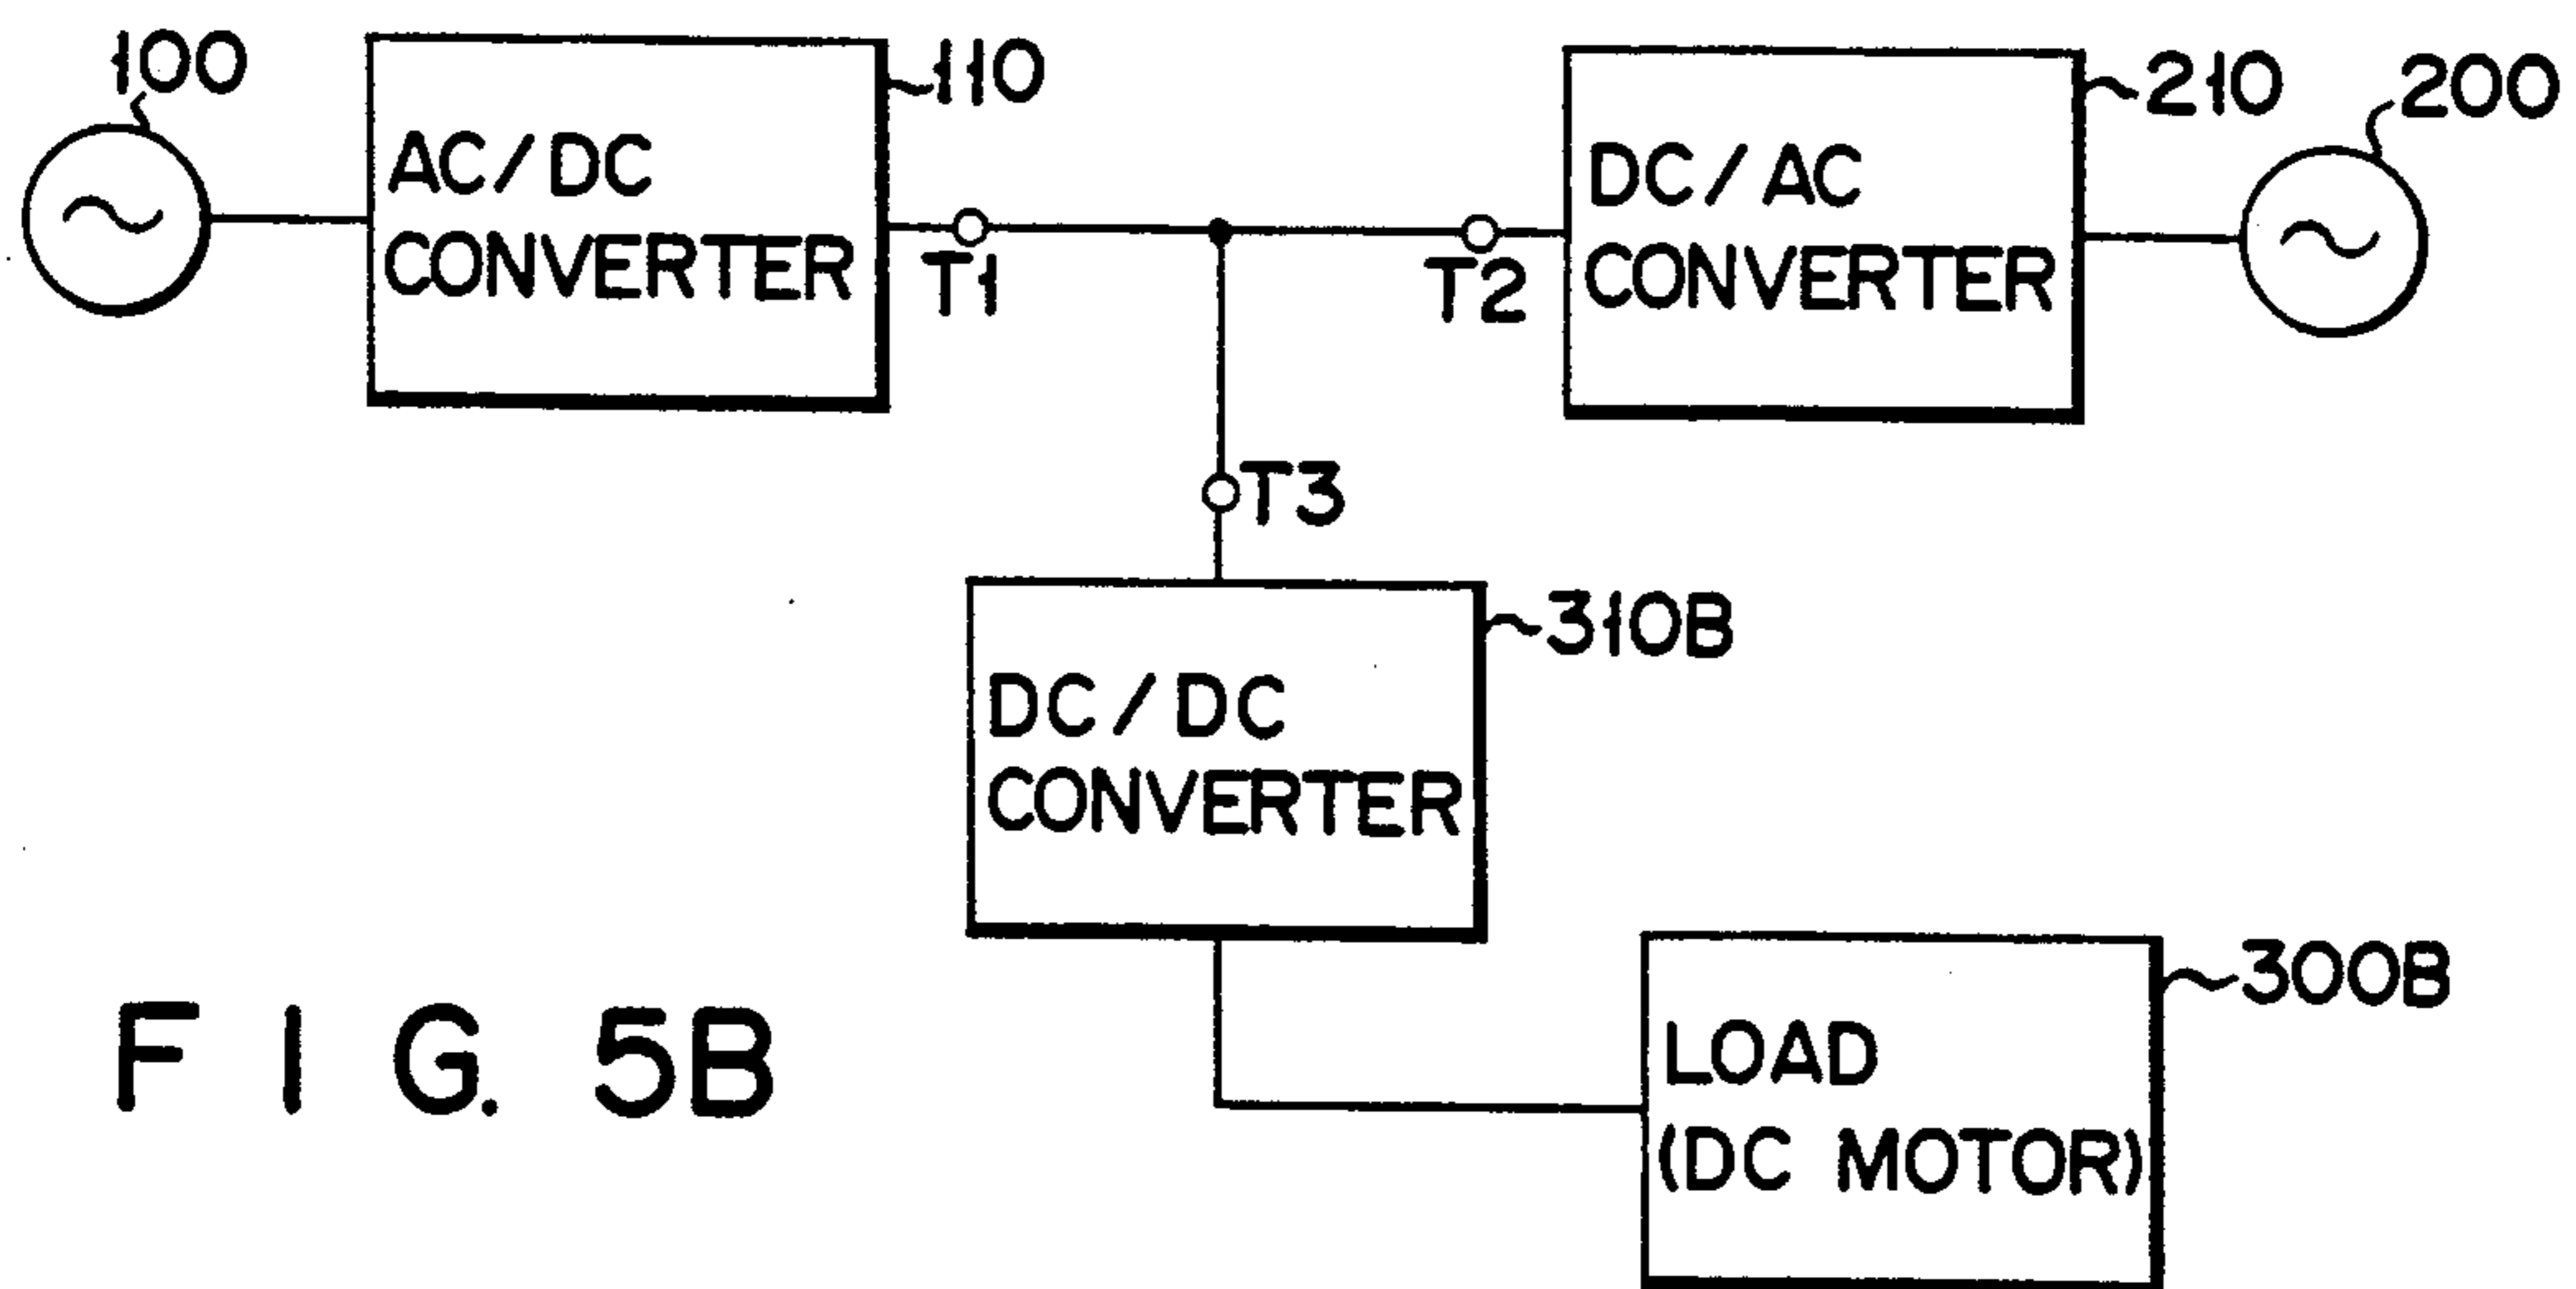 100
110
210
200
AC/DC
CONVERTER
DC/AC
CONVERTER
T1
T2
T3
310B
DC/DC
CONVERTER
300B
LOAD
(DC MOTOR)
FIG. 5B